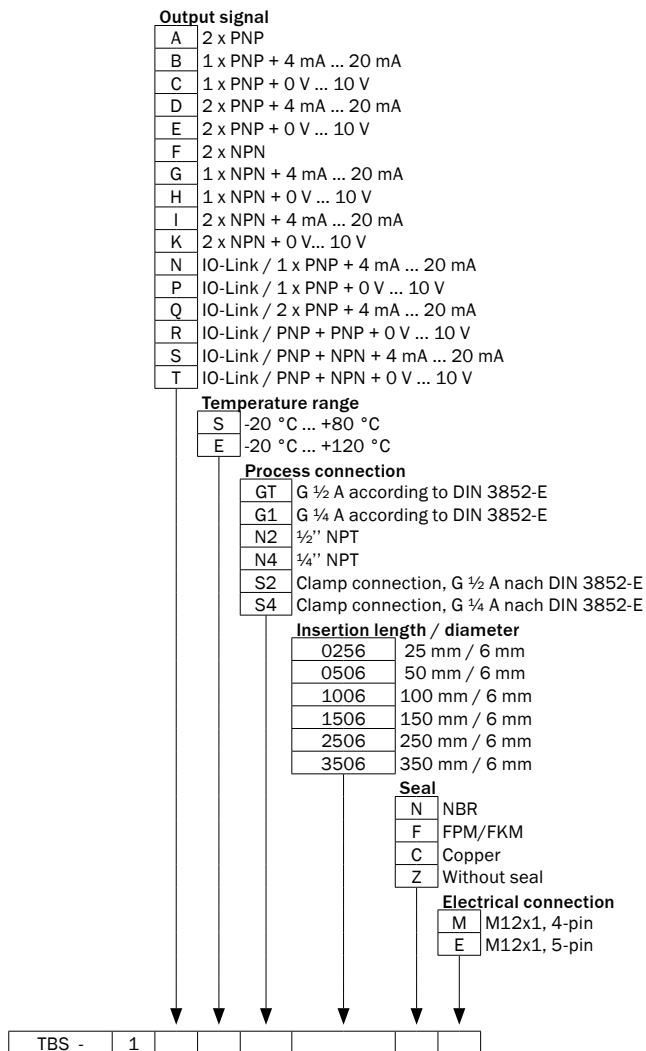 Output signal
A 2 x PNP
B 1 x PNP + 4 mA ... 20 mA
C 1 x PNP + 0 V ... 10 V
D 2 x PNP + 4 mA ... 20 mA
E 2 x PNP + 0 V ... 10 V
F 2 x NPN
G 1 x NPN + 4 mA ... 20 mA
H 1 x NPN + 0 V ... 10 V
I 2 x NPN + 4 mA ... 20 mA
K 2 x NPN + 0 V... 10 V
N IO-Link / 1 x PNP + 4 mA ... 20 mA
P IO-Link / 1 x PNP + 0 V ... 10 V
Q IO-Link / 2 x PNP + 4 mA ... 20 mA
R IO-Link / PNP + PNP + 0 V ... 10 V
S IO-Link / PNP + NPN + 4 mA ... 20 mA
T IO-Link / PNP + NPN + 0 V ... 10 V
Temperature range
S -20 °C ... +80 °C
E -20 °C ... +120 °C
Process connection
GT G ½ A according to DIN 3852-E
G1 G ¼ A according to DIN 3852-E
N2 ½’’ NPT
N4 ¼’’ NPT
S2 Clamp connection, G ½ A nach DIN 3852-E
S4 Clamp connection, G ¼ A nach DIN 3852-E
Insertion length / diameter
0256 25 mm / 6 mm
0506 50 mm / 6 mm
1006 100 mm / 6 mm
1506 150 mm / 6 mm
2506 250 mm / 6 mm
3506 350 mm / 6 mm
Seal
N NBR
F FPM/FKM
C Copper
Z Without seal
Electrical connection
M M12x1, 4-pin
E M12x1, 5-pin
TBS - 1